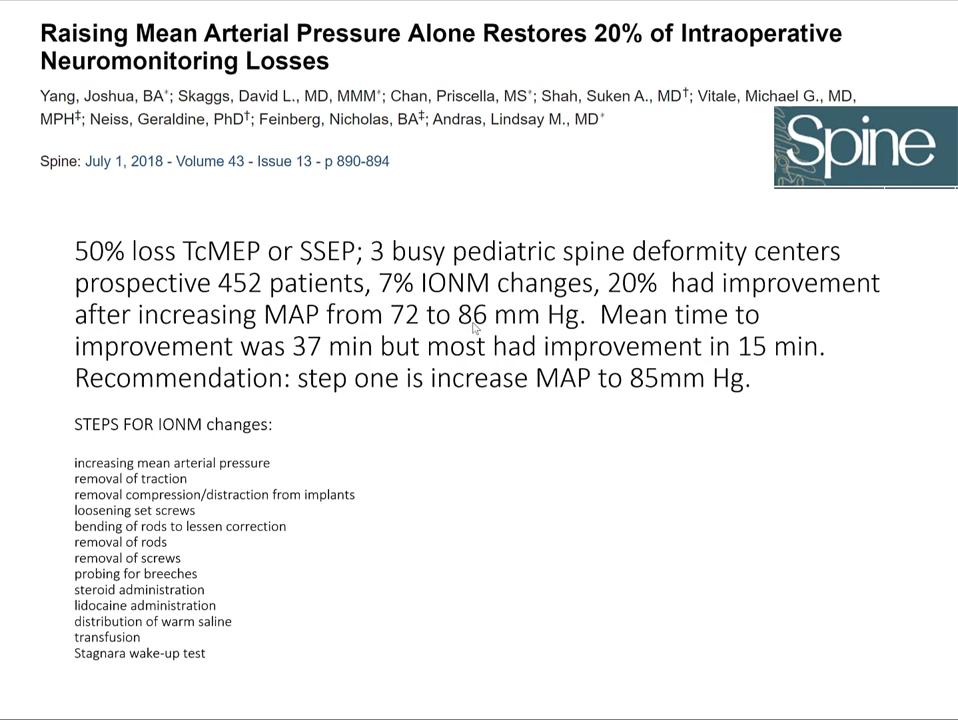 Raising Mean Arterial Pressure Alone Restores 20% of Intraoperative
Neuromonitoring Losses
Yang, Joshua, BA*; Skaggs, David L., MD, MMM*; Chan, Priscella, MS*; Shah, Suken A., MD†; Vitale, Michael G., MD,
MPH‡; Neiss, Geraldine, PhD†; Feinberg, Nicholas, BA‡; Andras, Lindsay M., MD*
Spine
Spine: July 1, 2018 - Volume 43 - Issue 13 - p 890-894
50% loss TcMEP or SSEP; 3 busy pediatric spine deformity centers
prospective 452 patients, 7% IONM changes, 20% had improvement
after increasing MAP from 72 to 86 mm Hg. Mean time to
improvement was 37 min but most had improvement in 15 min.
Recommendation: step one is increase MAP to 85mm Hg.
STEPS FOR IONM changes:
increasing mean arterial pressure
removal of traction
removal compression/distraction from implants
loosening set screws
bending of rods to lessen correction
removal of rods
removal of screws
probing for breeches
steroid administration
lidocaine administration
distribution of warm saline
transfusion
Stagnara wake-up test